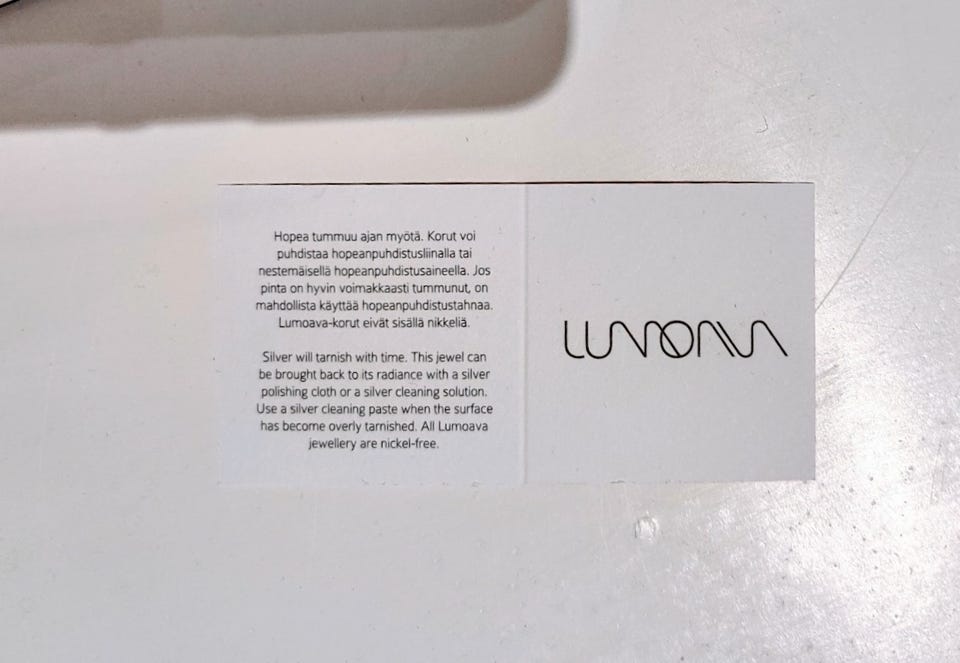 Hopea tummuu ajan myötä. Korut voi
puhdistaa hopeanpuhdistusliinalla tai
nestemäisellä hopeanpuhdistusaineella. Jos
pinta on hyvin voimakkaasti tummunut, on
mahdollista käyttää hopeanpuhdistustahnaa.
Lumoava-korut eivät sisällä nikkeliä.
Silver will tarnish with time. This jewel can
be brought back to its radiance with a silver
polishing cloth or a silver cleaning solution.
Use a silver cleaning paste when the surface
has become overly tarnished. All Lumoava
jewellery are nickel-free.
LUMOAVA